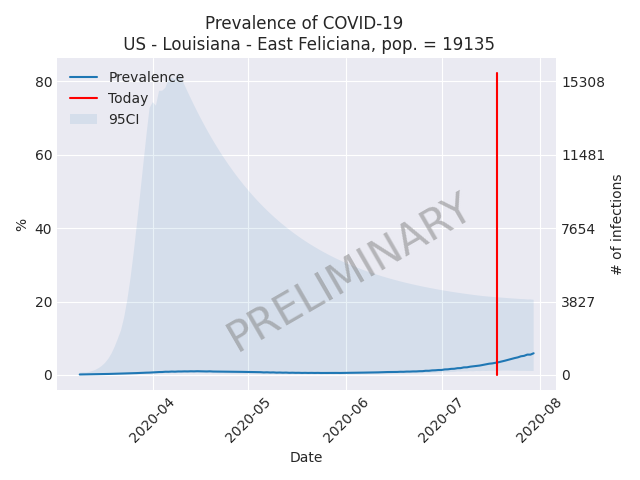 Prevalence of COVID-19
US - Louisiana - East Feliciana, pop. = 19135
Prevalence
Today
95CI
80
60
40
20
0
%
15308
11481
7654
3827
0
# of infections
PRELIMINARY
2020-04
2020-05
2020-06
2020-07
2020-08
Date